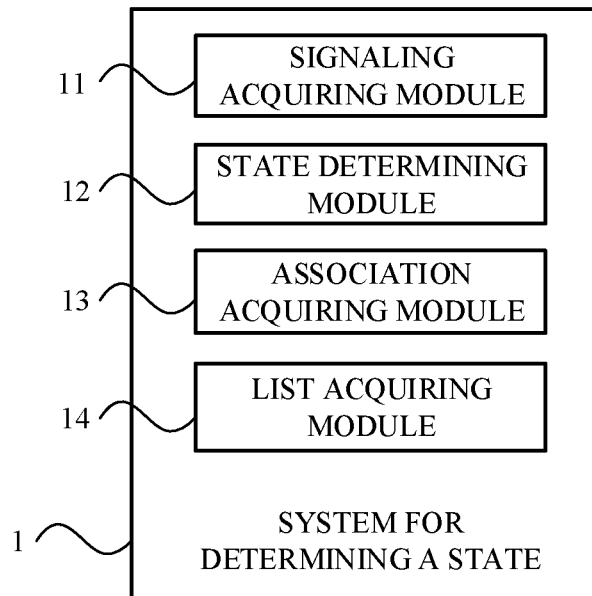 11
SIGNALING
ACQUIRING MODULE
12
STATE DETERMINING
MODULE
13
ASSOCIATION
ACQUIRING MODULE
14
LIST ACQUIRING
MODULE
1
SYSTEM FOR
DETERMINING A STATE